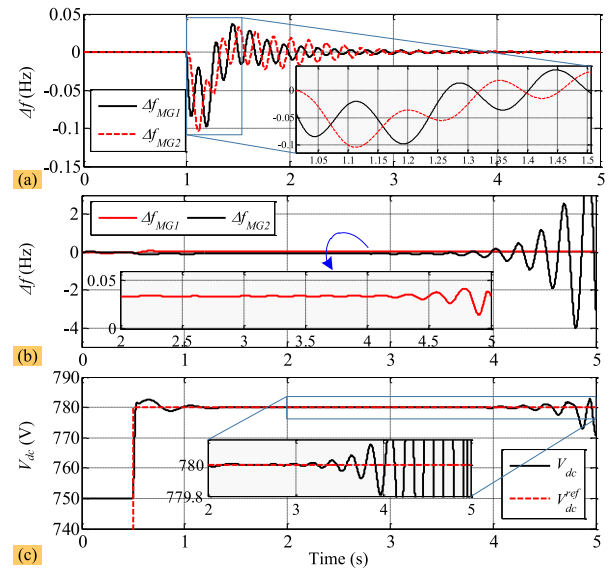 0.05
0
-0.05
-0.1
-0.15
Δf (Hz)
Δf_MG1
Δf_MG2
0
-0.05
-0.1
1.05 1.1 1.15 1.2 1.25 1.3 1.35 1.4 1.45 1.5
0 1 2 3 4 5
(a)
2
0
-2
-4
Δf (Hz)
Δf_MG1 Δf_MG2
0.05
0
2 2.5 3 3.5 4 4.5 5
0 1 2 3 4 5
(b)
790
780
770
760
750
740
V_dc (V)
780
779.8
2 3 4 5
V_dc
V_dc^ref
0 1 2 3 4 5
Time (s)
(c)